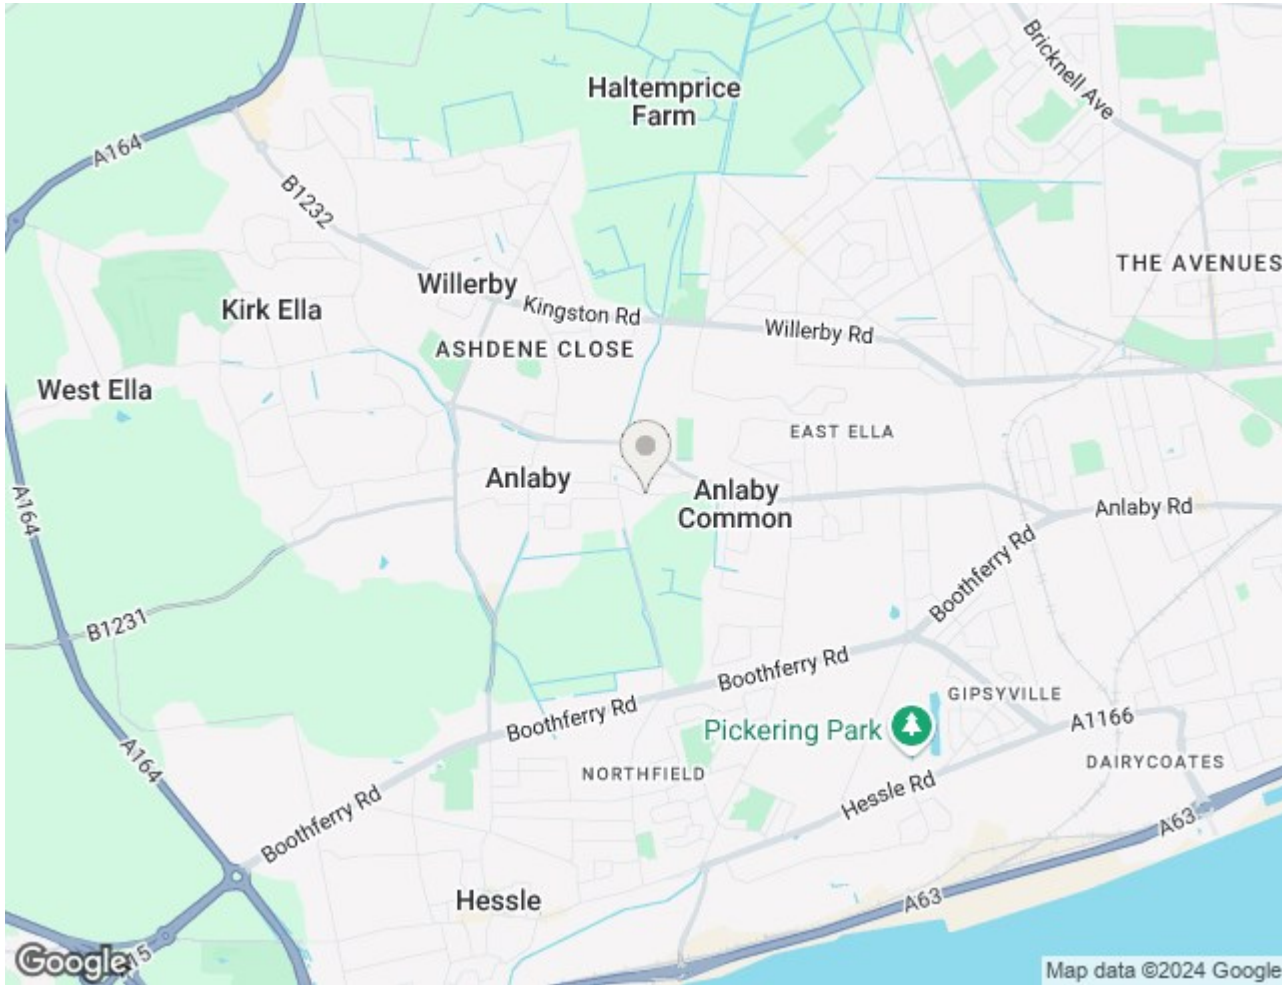 Haltemprice
Farm
Bricknell Ave
A164
B1232
THE AVENUES
Willerby
Kirk Ella
Kingston Rd
Willerby Rd
ASHDENE CLOSE
West Ella
EAST ELLA
Anlaby
Anlaby
Common
Anlaby Rd
A164
Boothferry Rd
B1231
Boothferry Rd
GIPSYVILLE
Boothferry Rd
A1166
Pickering Park
A164
DAIRYCOATES
NORTHFIELD
Hessle Rd
Boothferry Rd
A63
Hessle
A63
Google
Map data ©2024 Google